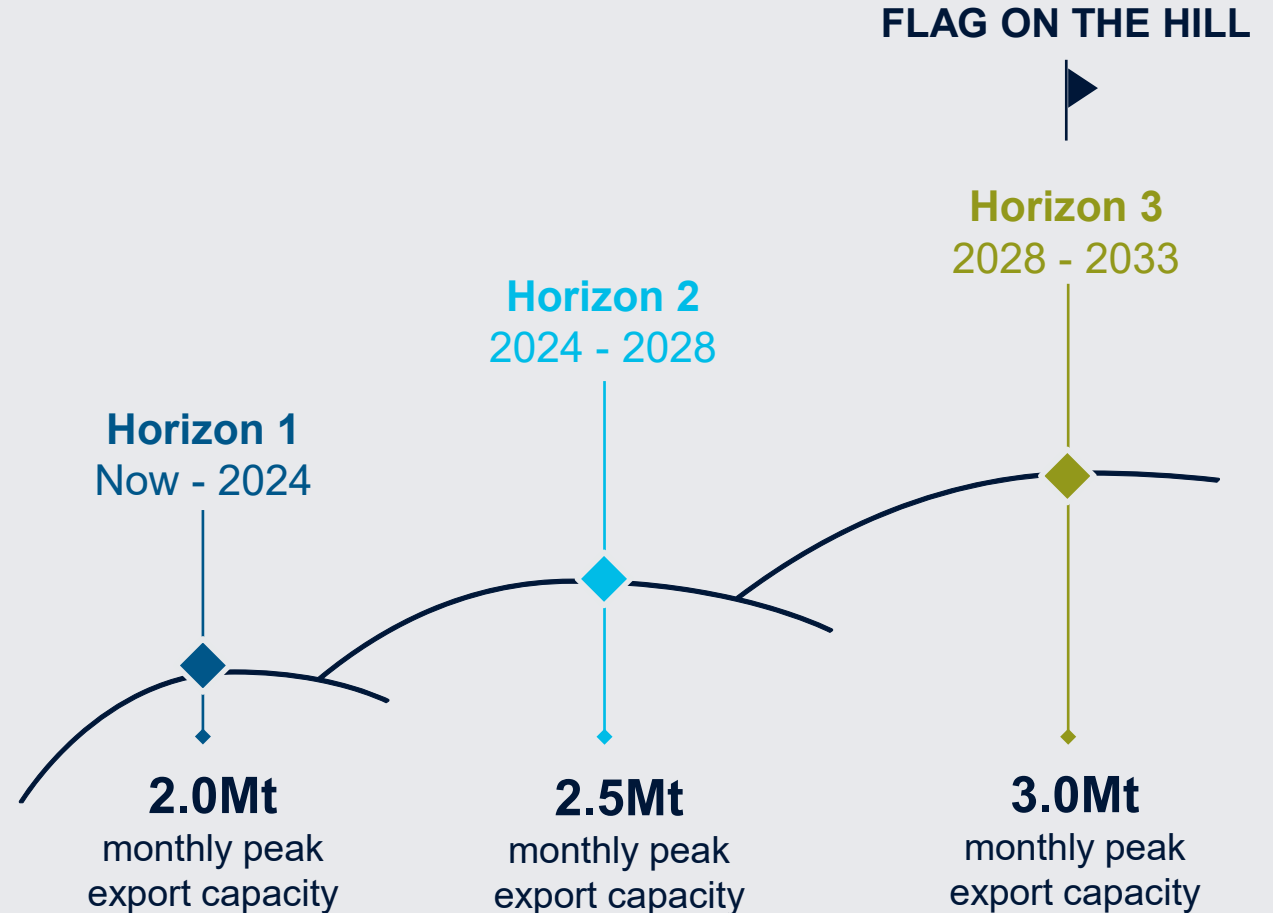 FLAG ON THE HILL
Horizon 3
2028 - 2033
Horizon 2
2024 - 2028
Horizon 1
Now - 2024
2.0Mt
monthly peak
export capacity
2.5Mt
monthly peak
export capacity
3.0Mt
monthly peak
export capacity